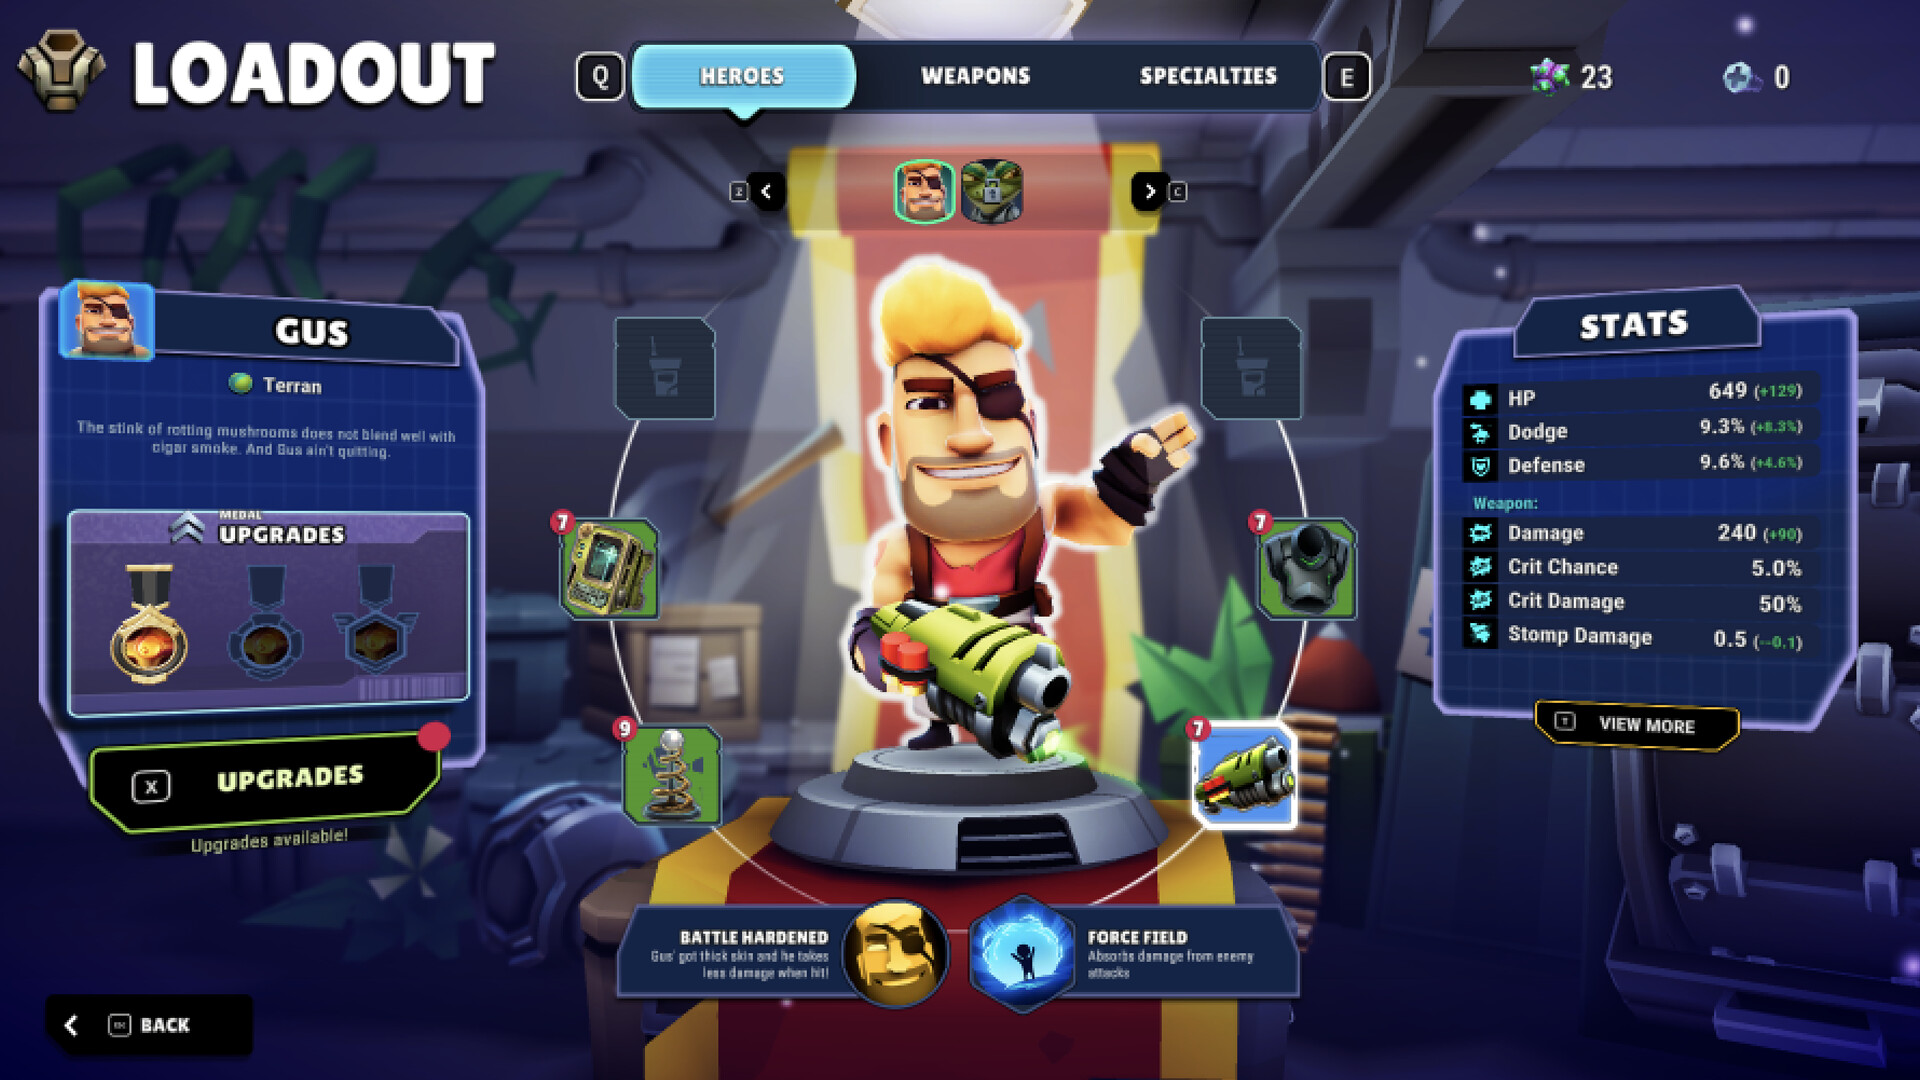 LOADOUT
Q
HEROES
WEAPONS
SPECIALTIES
E
23
0
Z
C
GUS
Terran
The stink of rotting mushrooms does not blend well with
cigar smoke. And Gus ain't quitting.
MEDAL
UPGRADES
X
UPGRADES
Upgrades available!
7
9
7
7
STATS
HP
649 (+129)
Dodge
9.3% (+8.3%)
Defense
9.6% (+4.6%)
Weapon:
Damage
240 (+90)
Crit Chance
5.0%
Crit Damage
50%
Stomp Damage
0.5 (--0.1)
VIEW MORE
BATTLE HARDENED
Gus' got thick skin and he takes
less damage when hit!
FORCE FIELD
Absorbs damage from enemy
attacks
BACK